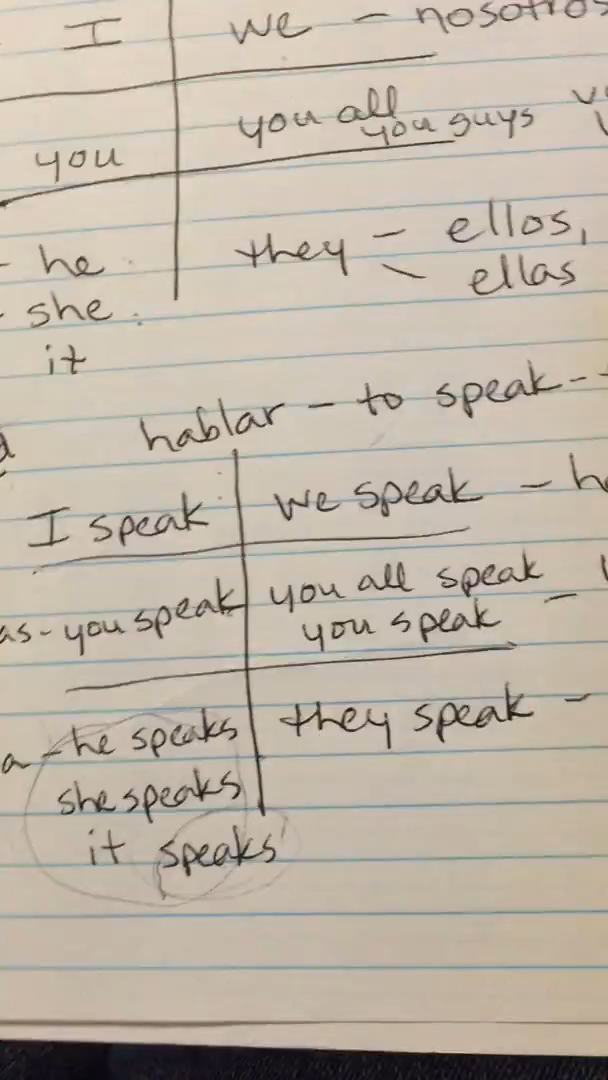 I we - nosotros
you you all
you guys
- he they - ellos,
- she ellas
it
hablar - to speak -
I speak we speak -
as - you speak you all speak
you speak -
a - he speaks they speak -
she speaks
it speaks